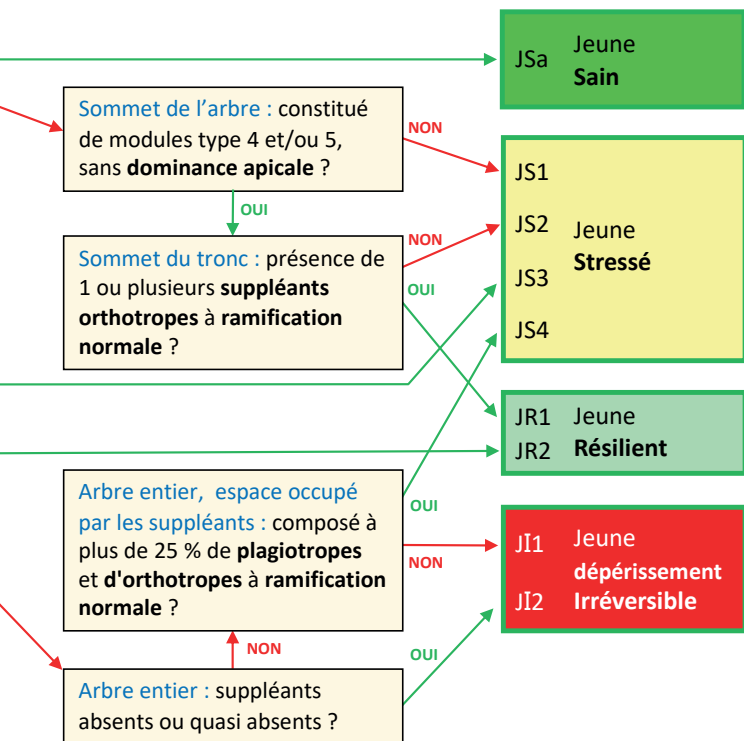 JSa Jeune
Sain
Sommet de l’arbre : constitué
de modules type 4 et/ou 5,
sans dominance apicale ?
NON
OUI
JS1
JS2 Jeune
Stressé
JS3
JS4
Sommet du tronc : présence de
1 ou plusieurs suppléants
orthotropes à ramification
normale ?
NON
OUI
JR1 Jeune
JR2 Résilient
Arbre entier, espace occupé
par les suppléants : composé à
plus de 25 % de plagiotropes
et d'orthotropes à ramification
normale ?
OUI
NON
JĪ1 Jeune
dépérissement
JĪ2 Irréversible
NON
OUI
Arbre entier : suppléants
absents ou quasi absents ?